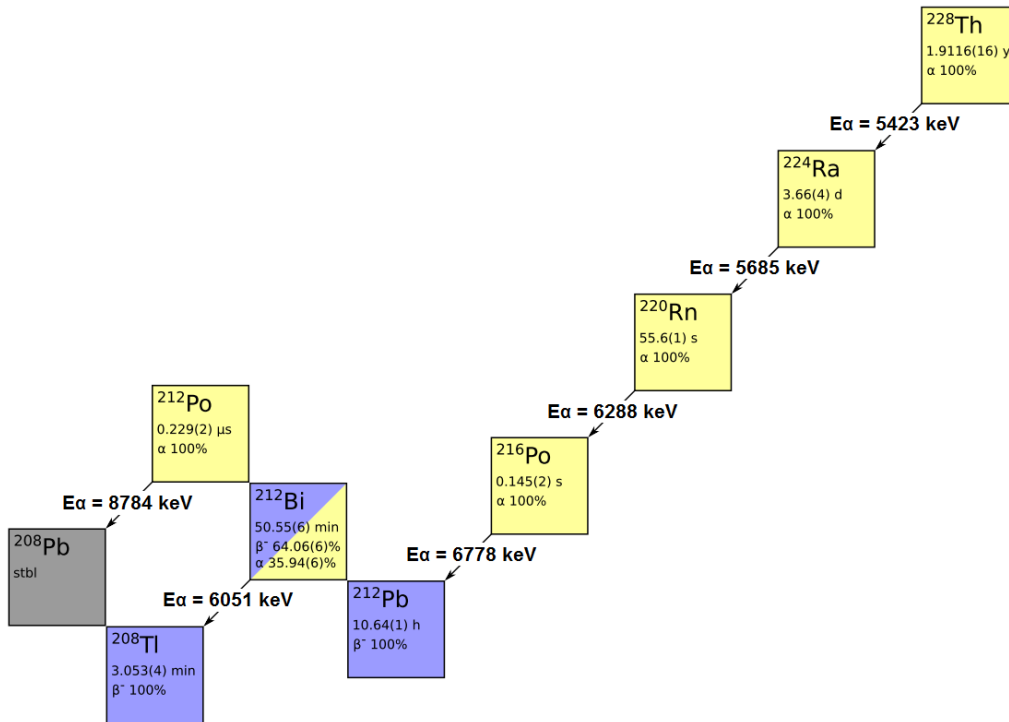 ²²⁸Th
1.9116(16) y
α 100%
Eα = 5423 keV
²²⁴Ra
3.66(4) d
α 100%
Eα = 5685 keV
²²⁰Rn
55.6(1) s
α 100%
Eα = 6288 keV
²¹²Po
0.229(2) µs
α 100%
²¹⁶Po
0.145(2) s
α 100%
Eα = 8784 keV
²¹²Bi
50.55(6) min
β⁻ 64.06(6)%
α 35.94(6)%
Eα = 6778 keV
²⁰⁸Pb
stbl
Eα = 6051 keV
²¹²Pb
10.64(1) h
β⁻ 100%
²⁰⁸Tl
3.053(4) min
β⁻ 100%